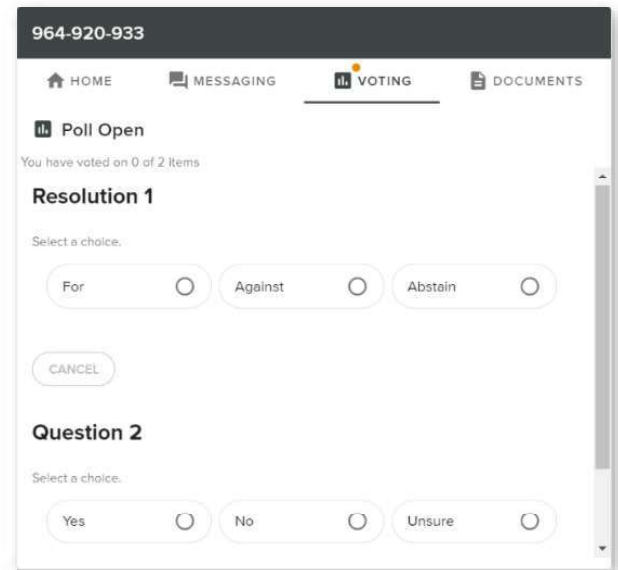 964-920-933
HOME MESSAGING VOTING DOCUMENTS
Poll Open
You have voted on 0 of 2 items
Resolution 1
Select a choice.
For Against Abstain
CANCEL
Question 2
Select a choice.
Yes No Unsure